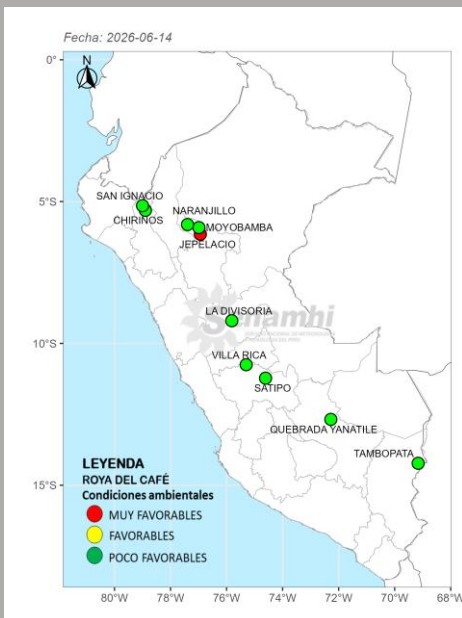 Fecha: 2026-06-14
N
0°
SAN IGNACIO
5°S
NARANJILLO
CHIRINOS
MOYOBAMBA
JEPELACIO
LA DIVISORIA
Senamhi
10°S
VILLA RICA
SATIPO
QUEBRADA YANATILE
TAMBOPATA
LEYENDA
ROYA DEL CAFÉ
15°S
Condiciones ambientales
MUY FAVORABLES
FAVORABLES
POCO FAVORABLES
80°W 78°W 76°W 74°W 72°W 70°W 68°W